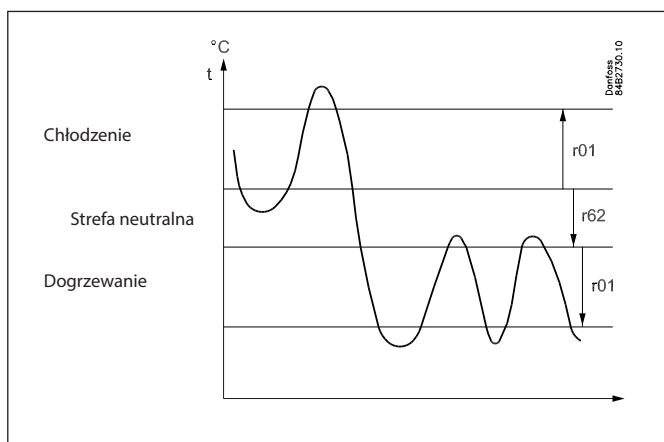 °C
t
Danfoss
84B2730.10
Chłodzenie
r01
Strefa neutralna
r62
Dogrzewanie
r01